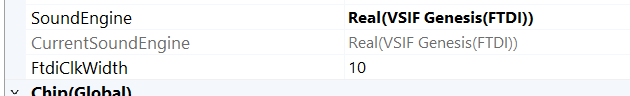 SoundEngine Real(VSIF Genesis(FTDI))
CurrentSoundEngine Real(VSIF Genesis(FTDI))
FtdiClkWidth 10
Chip(Global)